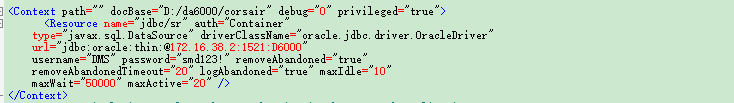 <Context path="" docBase="D:/da6000/corsair" debug="0" privileged="true">
<Resource name="jdbc/sr" auth="Container"
type="javax.sql.DataSource" driverClassName="oracle.jdbc.driver.OracleDriver"
url="jdbc:oracle:thin:@172.16.38.2:1521:D6000"
username="DMS" password="smd123!" removeAbandoned="true"
removeAbandonedTimeout="20" logAbandoned="true" maxIdle="10"
maxWait="50000" maxActive="20" />
</Context>